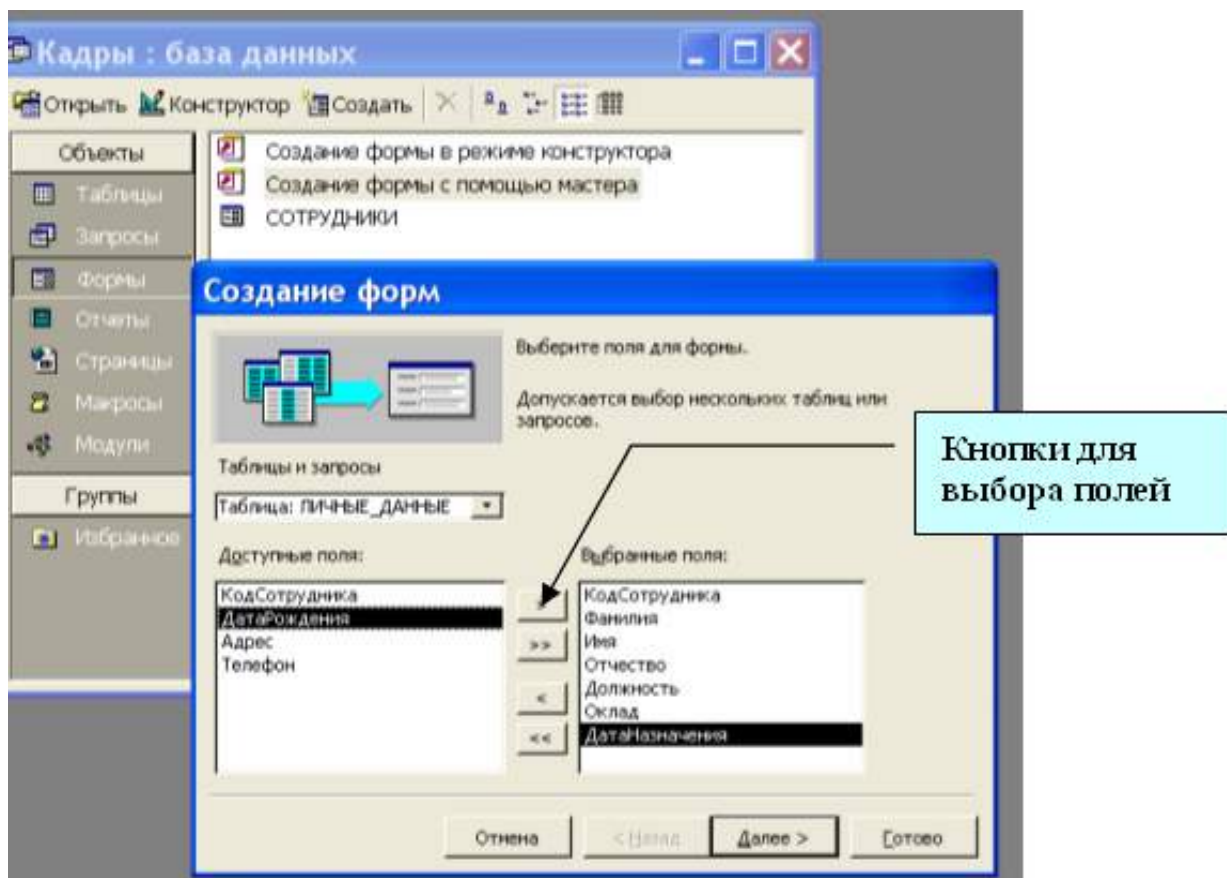 Кадры : база данных
Открыть Конструктор Создать
Объекты
Таблицы
Запросы
Формы
Отчеты
Страницы
Макросы
Модули
Группы
Избранное
Создание формы в режиме конструктора
Создание формы с помощью мастера
СОТРУДНИКИ
Создание форм
Выберите поля для формы.
Допускается выбор нескольких таблиц или
запросов.
Таблицы и запросы
Таблица: ЛИЧНЫЕ_ДАННЫЕ
Доступные поля:
КодСотрудника
ДатаРождения
Адрес
Телефон
>
>>
<
<<
Выбранные поля:
КодСотрудника
Фамилия
Имя
Отчество
Должность
Оклад
ДатаНазначения
Отмена
< Назад
Далее >
Готово
Кнопки для
выбора полей